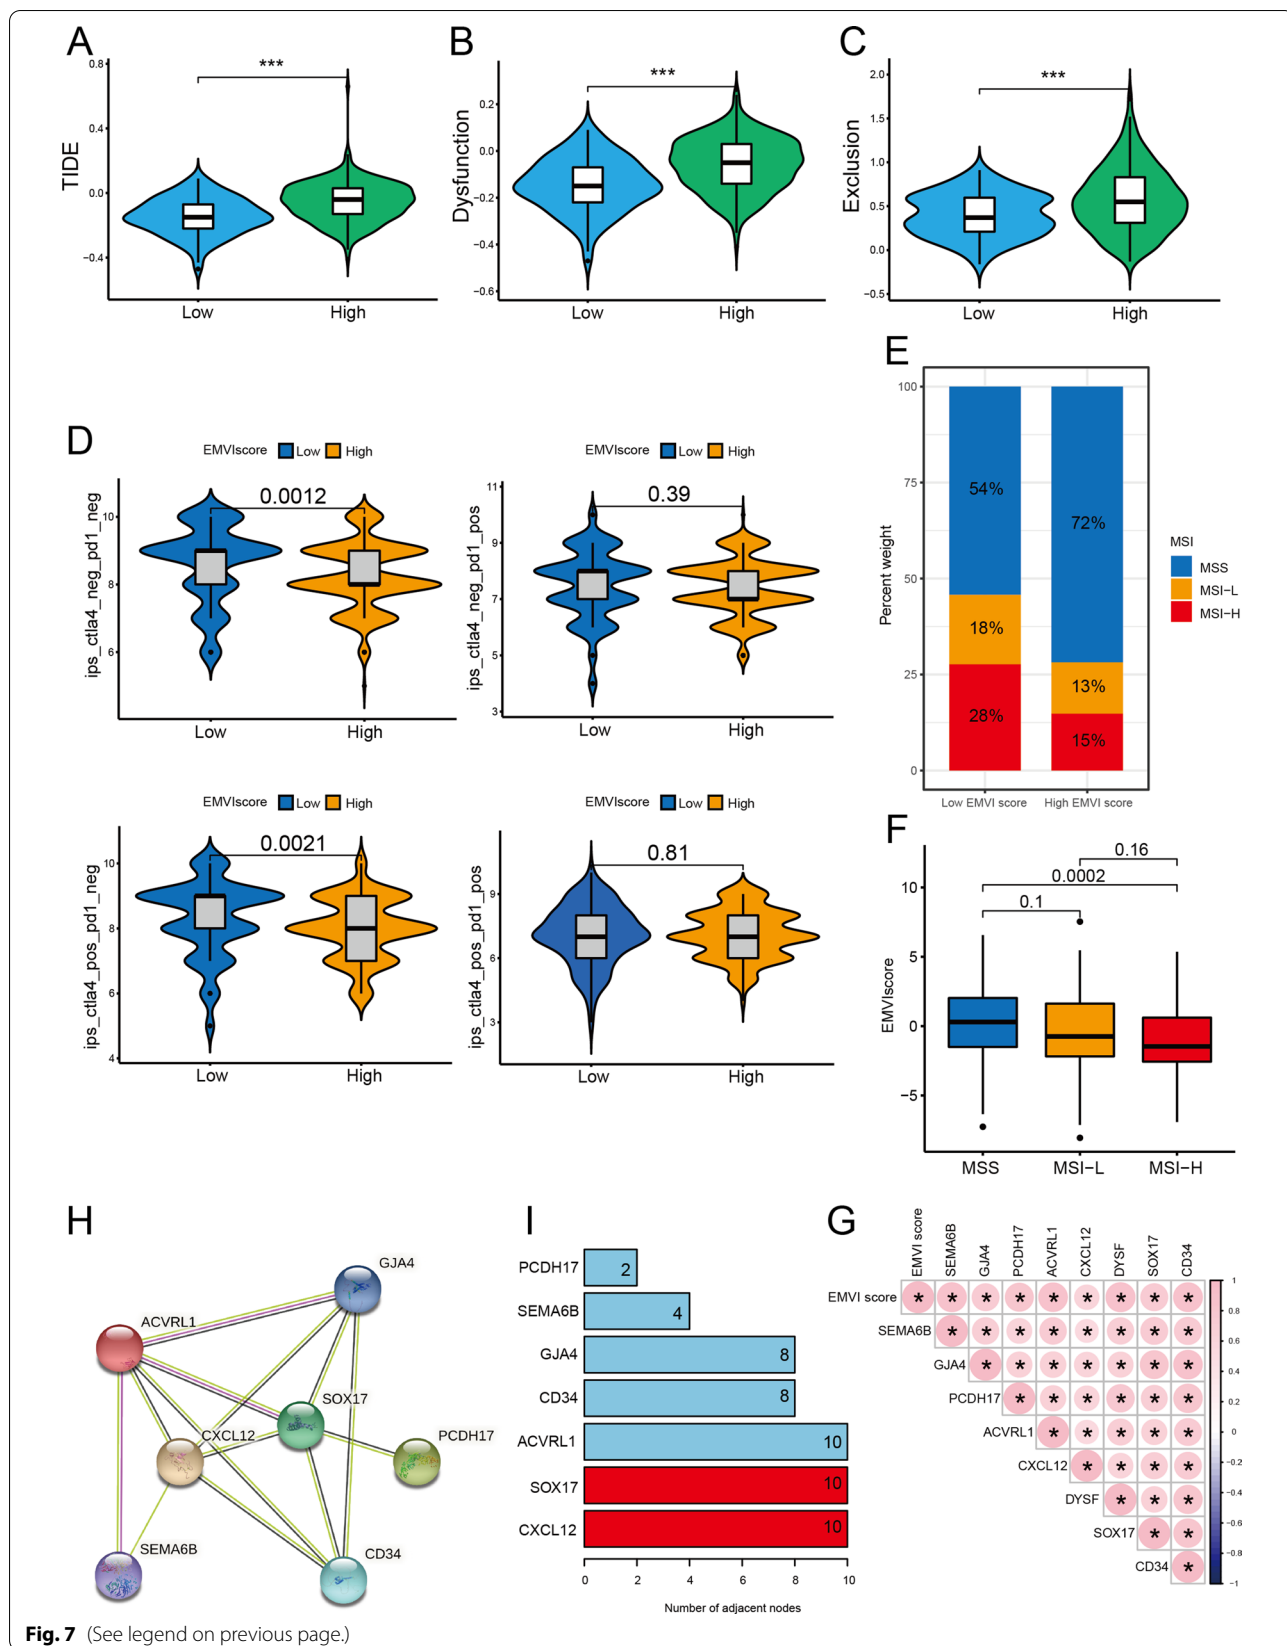 A
TIDE
0.8
0.4
0.0
−0.4
***
Low
High
B
Dysfunction
0.2
0.0
−0.2
−0.4
−0.6
***
Low
High
C
Exclusion
2.0
1.5
1.0
0.5
0.0
−0.5
***
Low
High
D
EMVIscore Low High
ips_ctla4_neg_pd1_neg
10
8
6
0.0012
Low
High
EMVIscore Low High
ips_ctla4_neg_pd1_pos
11
9
7
5
3
0.39
Low
High
EMVIscore Low High
ips_ctla4_pos_pd1_neg
10
8
6
4
0.0021
Low
High
EMVIscore Low High
ips_ctla4_pos_pd1_pos
9
6
3
0.81
Low
High
E
Percent weight
100
75
50
25
0
54%
18%
28%
72%
13%
15%
Low EMVI score
High EMVI score
MSI
MSS
MSI−L
MSI−H
F
EMVIscore
10
5
0
−5
0.16
0.0002
0.1
MSS
MSI−L
MSI−H
H
GJA4
ACVRL1
SOX17
CXCL12
PCDH17
SEMA6B
CD34
I
PCDH17 2
SEMA6B 4
GJA4 8
CD34 8
ACVRL1 10
SOX17 10
CXCL12 10
0 2 4 6 8 10
Number of adjacent nodes
G
EMVI score
SEMA6B
GJA4
PCDH17
ACVRL1
CXCL12
DYSF
SOX17
CD34
EMVI score * * * * * * * * *
SEMA6B * * * * * * * *
GJA4 * * * * * * *
PCDH17 * * * * * *
ACVRL1 * * * * *
CXCL12 * * * *
DYSF * * *
SOX17 * *
CD34 *
1
0.8
0.6
0.4
0.2
0
−0.2
−0.4
−0.6
−0.8
−1
Fig. 7 (See legend on previous page.)